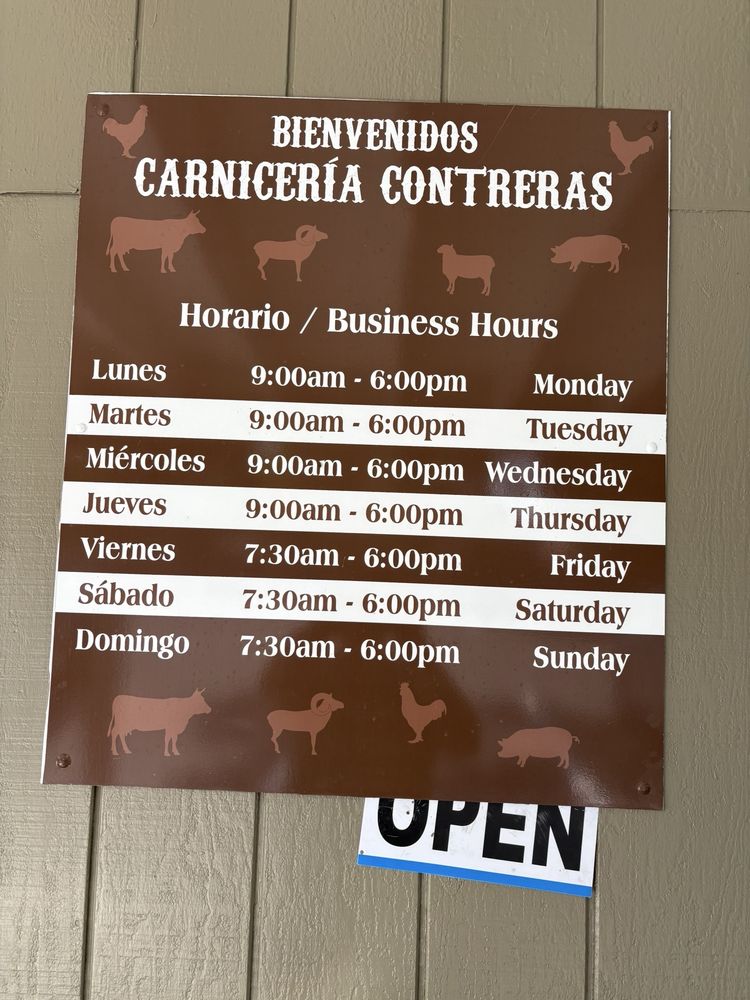 BIENVENIDOS
CARNICERÍA CONTRERAS
Horario / Business Hours
Lunes 9:00am - 6:00pm Monday
Martes 9:00am - 6:00pm Tuesday
Miércoles 9:00am - 6:00pm Wednesday
Jueves 9:00am - 6:00pm Thursday
Viernes 7:30am - 6:00pm Friday
Sábado 7:30am - 6:00pm Saturday
Domingo 7:30am - 6:00pm Sunday
OPEN